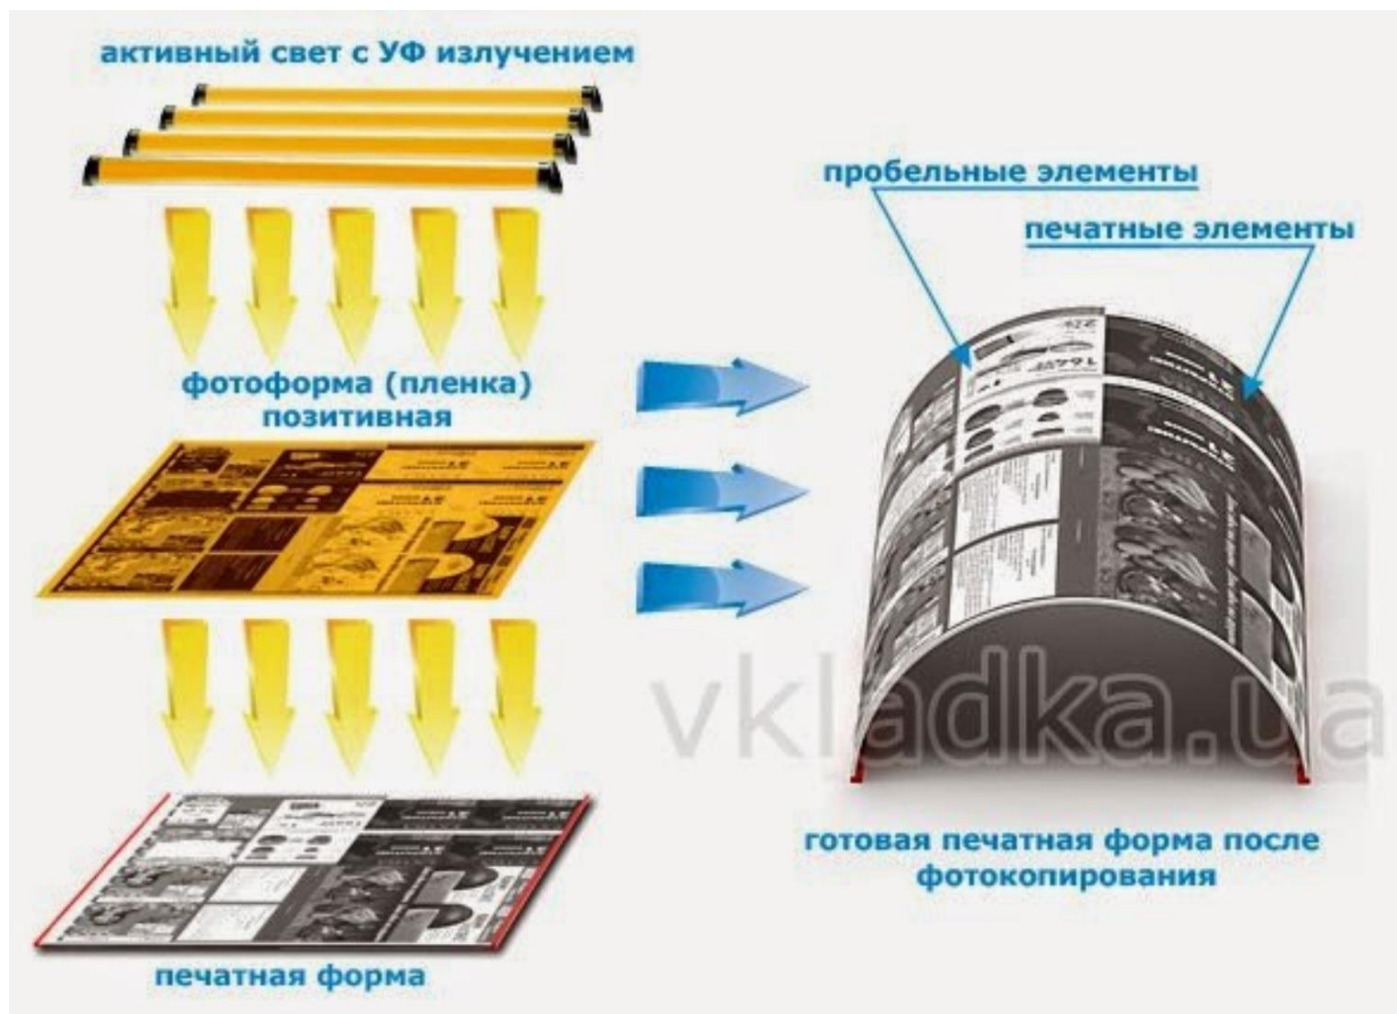 активный свет с УФ излучением
пробельные элементы
печатные элементы
фотоформа (пленка)
позитивная
vkladka.ua
готовая печатная форма после
фотокопирования
печатная форма